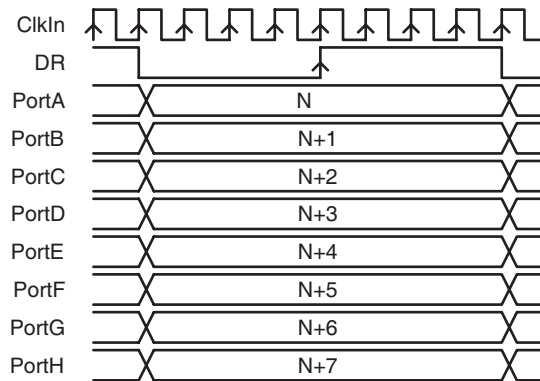 ClkIn
DR
PortA N
PortB N+1
PortC N+2
PortD N+3
PortE N+4
PortF N+5
PortG N+6
PortH N+7